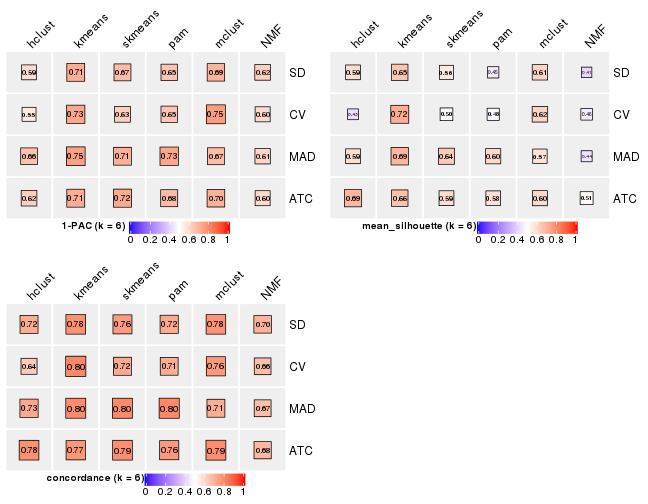 hclust kmeans skmeans pam mclust NMF
0.59 0.71 0.67 0.65 0.69 0.62 SD
0.55 0.73 0.63 0.65 0.75 0.60 CV
0.66 0.75 0.71 0.73 0.67 0.61 MAD
0.62 0.71 0.72 0.68 0.70 0.60 ATC
1-PAC (k = 6)
0 0.2 0.4 0.6 0.8 1
hclust kmeans skmeans pam mclust NMF
0.59 0.65 0.56 0.61 SD
0.72 0.50 0.48 0.62 CV
0.59 0.69 0.64 0.60 0.57 0.44 MAD
0.69 0.66 0.59 0.58 0.60 0.51 ATC
mean_silhouette (k = 6)
0 0.2 0.4 0.6 0.8 1
hclust kmeans skmeans pam mclust NMF
0.72 0.78 0.76 0.72 0.78 0.70 SD
0.64 0.80 0.72 0.71 0.76 0.66 CV
0.73 0.80 0.80 0.80 0.71 0.67 MAD
0.78 0.77 0.79 0.76 0.79 0.68 ATC
concordance (k = 6)
0 0.2 0.4 0.6 0.8 1